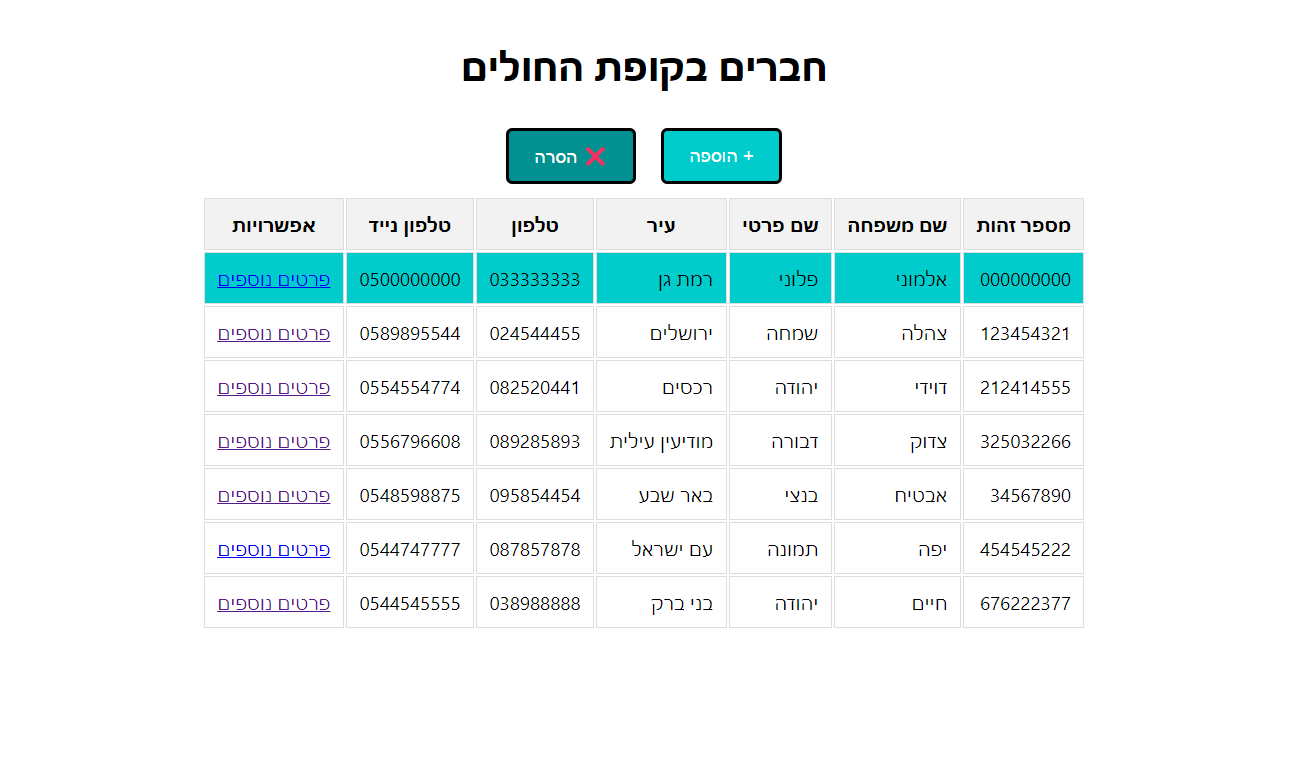 חברים בקופת החולים
+ הוספה ❌ הסרה
מספר זהות שם משפחה שם פרטי עיר טלפון טלפון נייד אפשרויות
000000000 אלמוני פלוני רמת גן 033333333 0500000000 פרטים נוספים
123454321 צהלה שמחה ירושלים 024544455 0589895544 פרטים נוספים
212414555 דוידי יהודה רכסים 082520441 0554554774 פרטים נוספים
325032266 צדוק דבורה מודיעין עילית 089285893 0556796608 פרטים נוספים
34567890 אבטיח בנצי באר שבע 095854454 0548598875 פרטים נוספים
454545222 יפה תמונה עם ישראל 087857878 0544747777 פרטים נוספים
676222377 חיים יהודה בני ברק 038988888 0544545555 פרטים נוספים